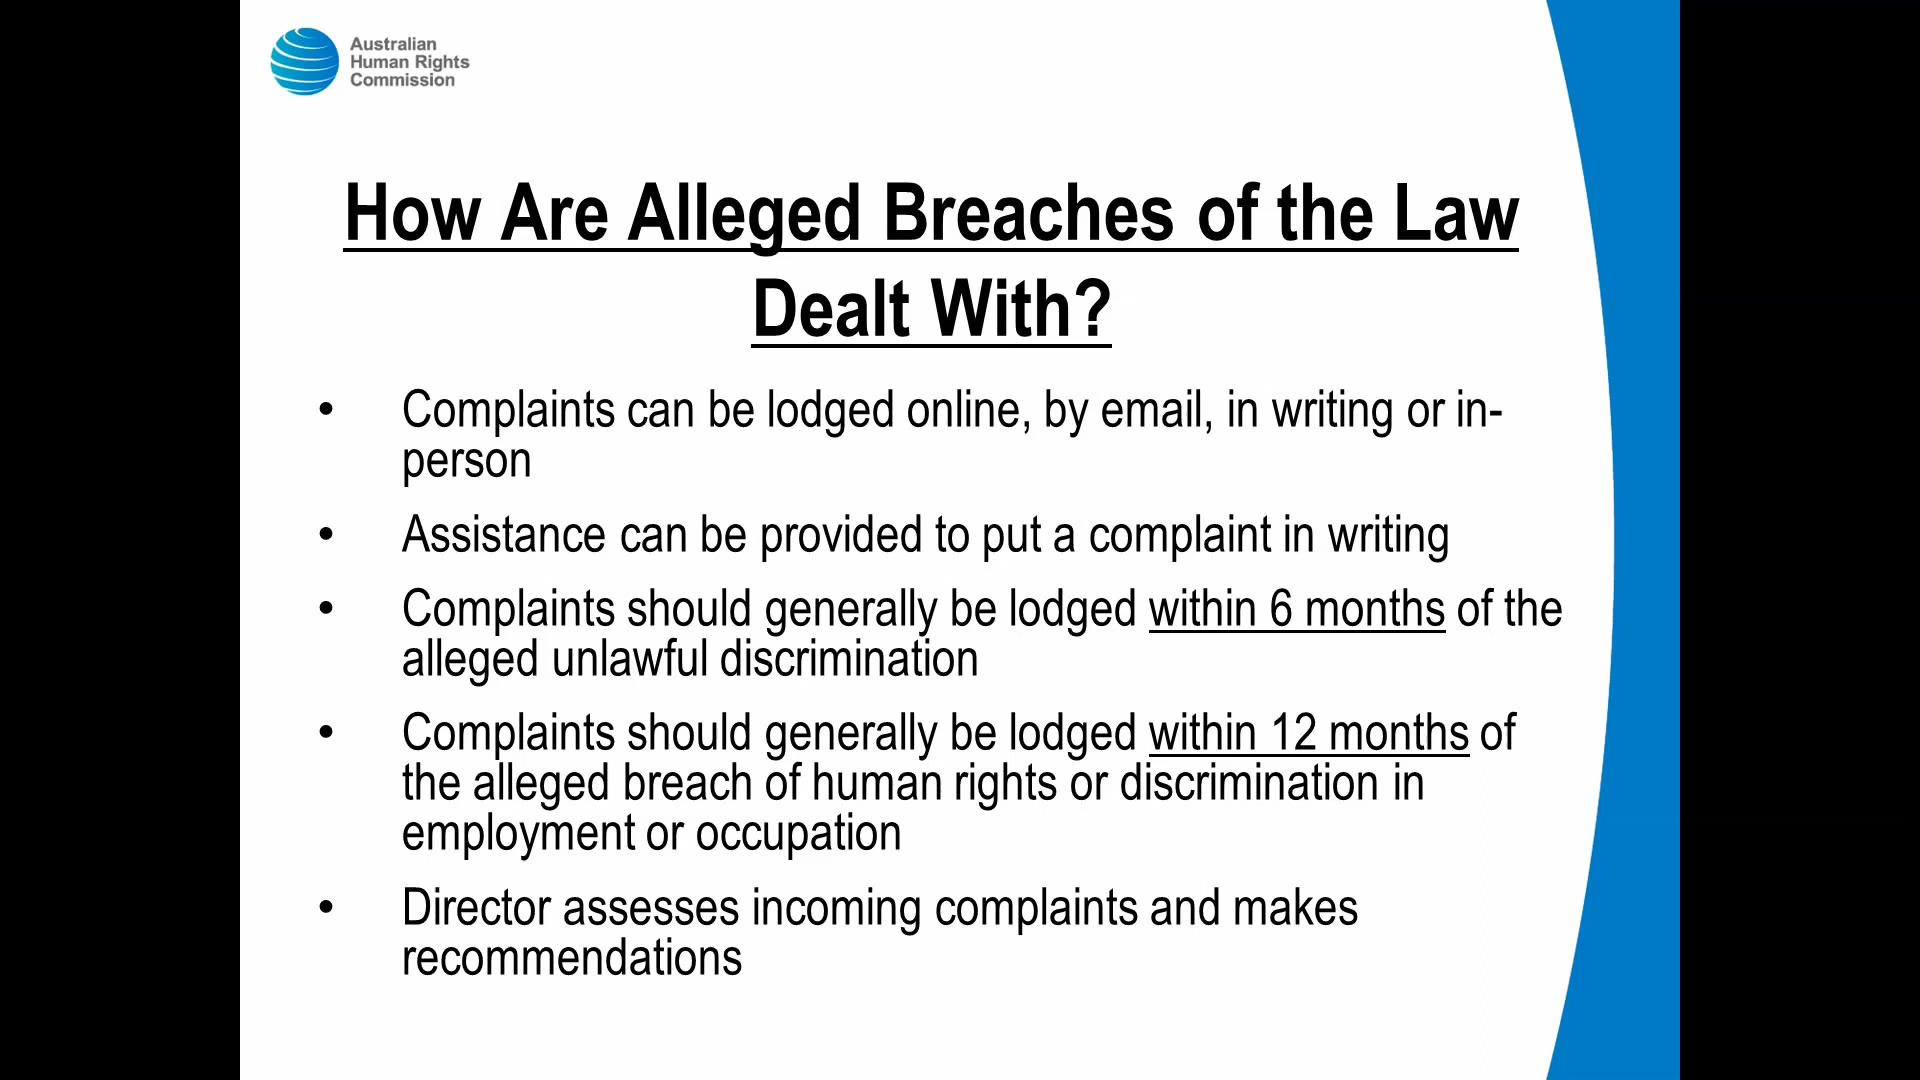 Australian
Human Rights
Commission
How Are Alleged Breaches of the Law
Dealt With?
• Complaints can be lodged online, by email, in writing or in-
person
• Assistance can be provided to put a complaint in writing
• Complaints should generally be lodged within 6 months of the
alleged unlawful discrimination
• Complaints should generally be lodged within 12 months of
the alleged breach of human rights or discrimination in
employment or occupation
• Director assesses incoming complaints and makes
recommendations